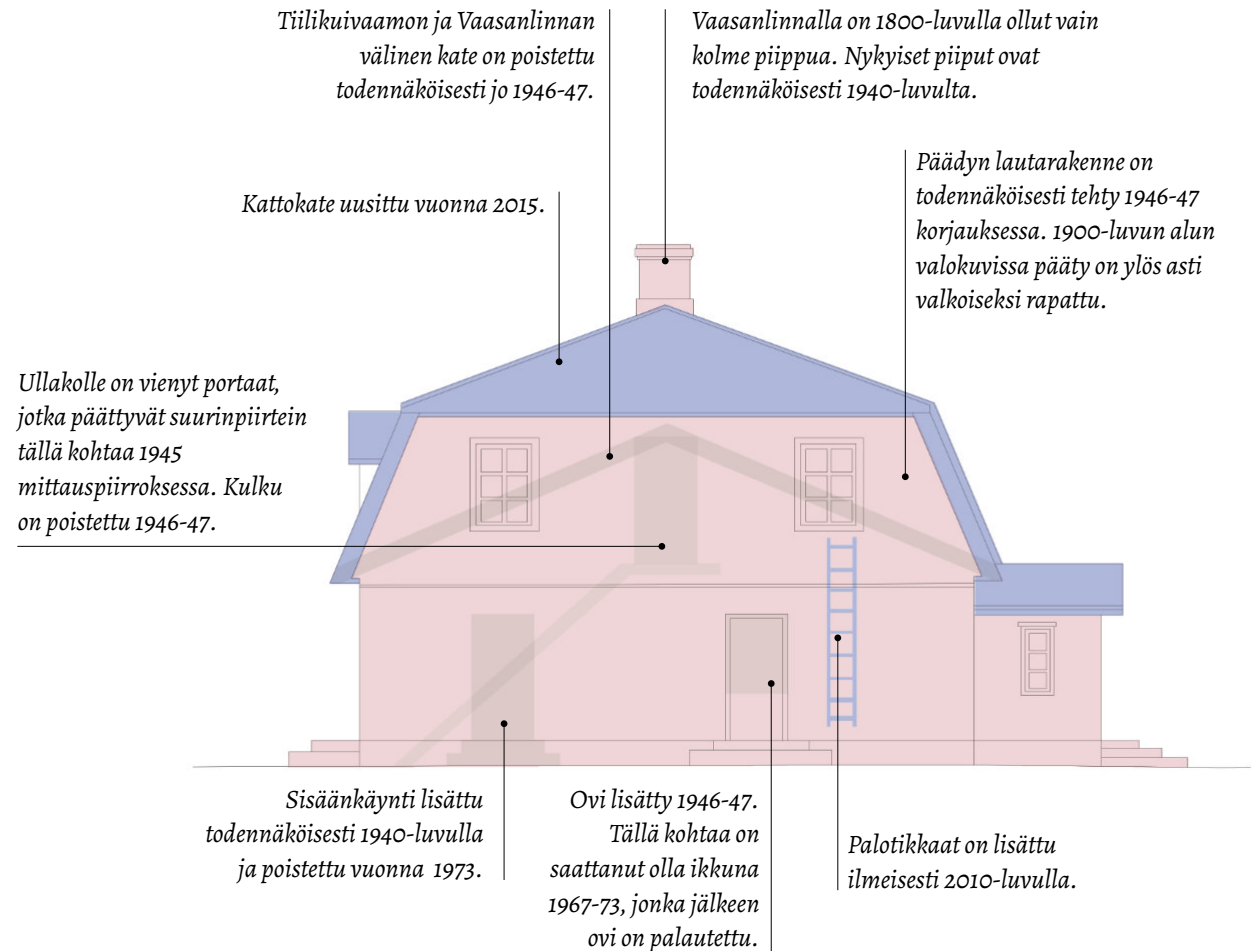 Tiilikuivaamon ja Vaasanlinnan
välinen kate on poistettu
todennäköisesti jo 1946-47.
Vaasanlinnalla on 1800-luvulla ollut vain
kolme piippua. Nykyiset piiput ovat
todennäköisesti 1940-luvulta.
Päädyn lautarakenne on
todennäköisesti tehty 1946-47
korjauksessa. 1900-luvun alun
valokuvissa pääty on ylös asti
valkoiseksi rapattu.
Kattokate uusittu vuonna 2015.
Ullakolle on vienyt portaat,
jotka päättyvät suurinpiirtein
tällä kohtaa 1945
mittauspiirroksessa. Kulku
on poistettu 1946-47.
Sisäänkäynti lisättu
todennäköisesti 1940-luvulla
ja poistettu vuonna 1973.
Ovi lisätty 1946-47.
Tällä kohtaa on
saattanut olla ikkuna
1967-73, jonka jälkeen
ovi on palautettu.
Palotikkaat on lisättu
ilmeisesti 2010-luvulla.